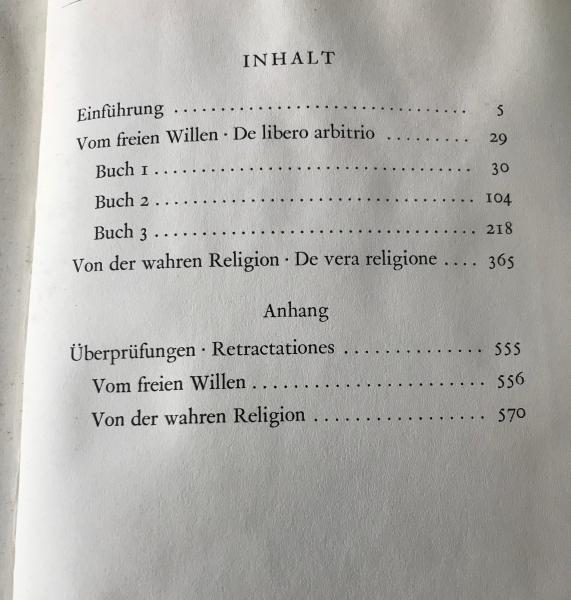 INHALT
Einführung ................................ 5
Vom freien Willen · De libero arbitrio ......... 29
Buch 1 ................................... 30
Buch 2 ................................... 104
Buch 3 ................................... 218
Von der wahren Religion · De vera religione .... 365
Anhang
Überprüfungen · Retractationes ............... 555
Vom freien Willen ......................... 556
Von der wahren Religion .................. 570